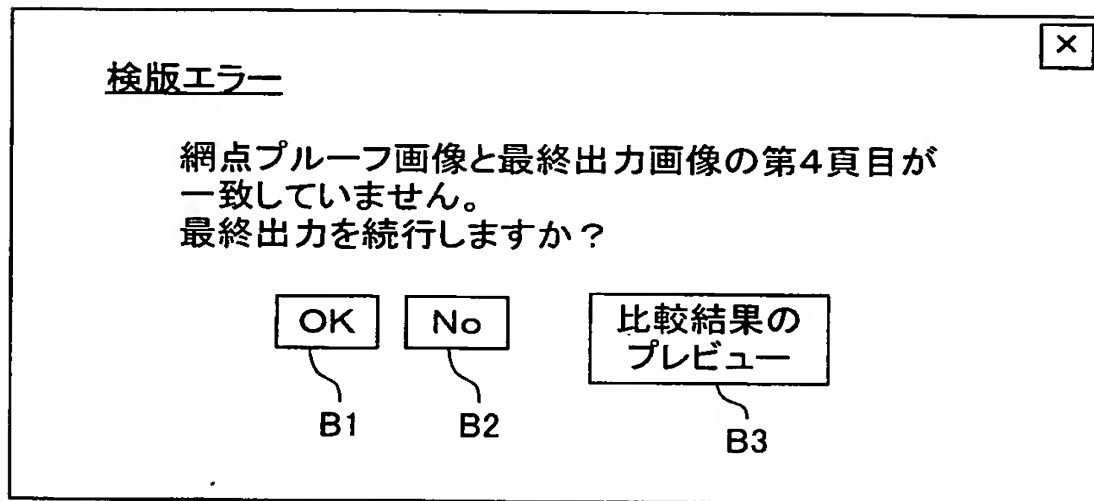 ×
検版エラー
網点プルーフ画像と最終出力画像の第4頁目が
一致していません。
最終出力を続行しますか？
OK No 比較結果の
プレビュー
B1 B2 B3